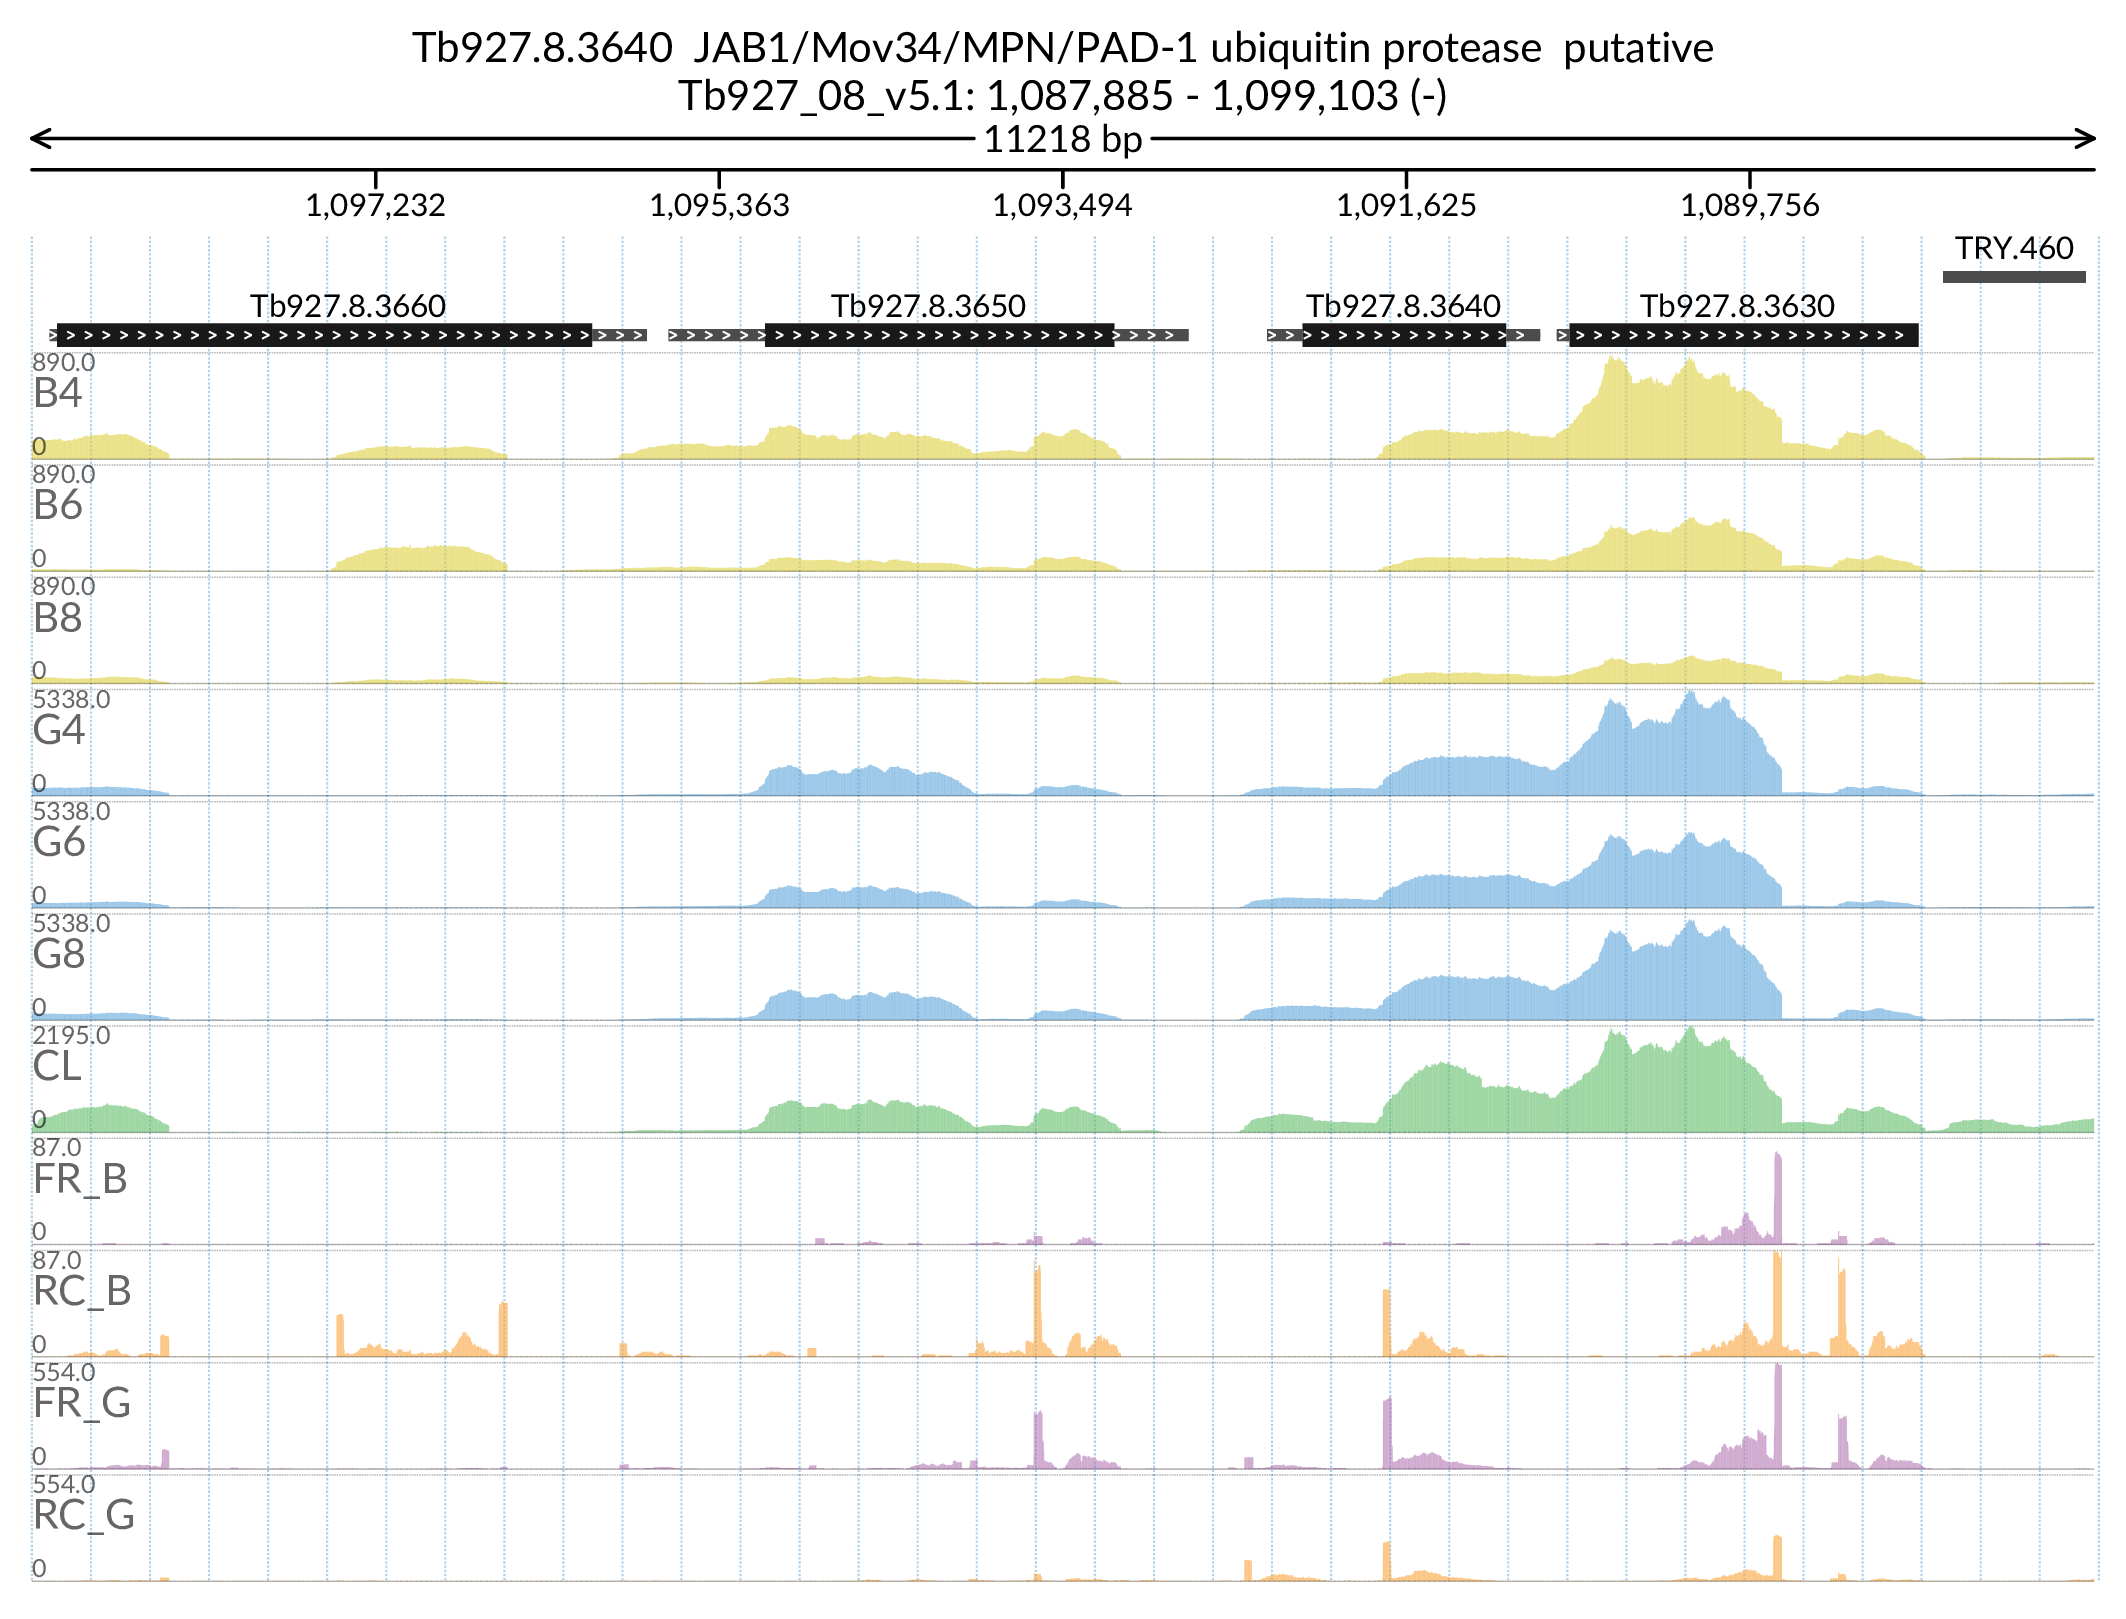 Tb927.8.3640  JAB1/Mov34/MPN/PAD-1 ubiquitin protease  putative
Tb927_08_v5.1: 1,087,885 - 1,099,103 (-)
11218 bp
1,097,232 1,095,363 1,093,494 1,091,625 1,089,756
TRY.460
Tb927.8.3660 Tb927.8.3650 Tb927.8.3640 Tb927.8.3630
890.0
B4
0
890.0
B6
0
890.0
B8
0
5338.0
G4
0
5338.0
G6
0
5338.0
G8
0
2195.0
CL
0
87.0
FR_B
0
87.0
RC_B
0
554.0
FR_G
0
554.0
RC_G
0